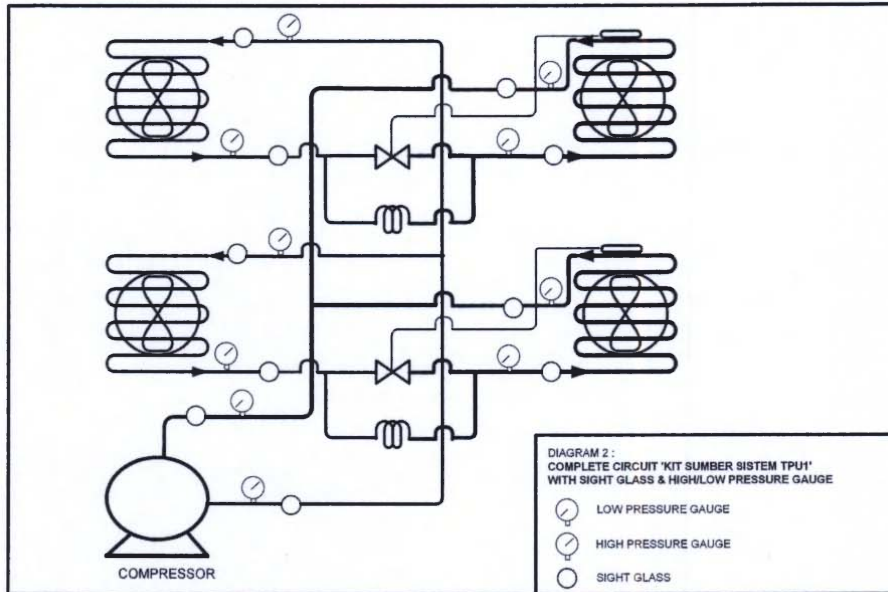 COMPRESSOR
DIAGRAM 2 :
COMPLETE CIRCUIT 'KIT SUMBER SISTEM TPU1'
WITH SIGHT GLASS & HIGH/LOW PRESSURE GAUGE
LOW PRESSURE GAUGE
HIGH PRESSURE GAUGE
SIGHT GLASS